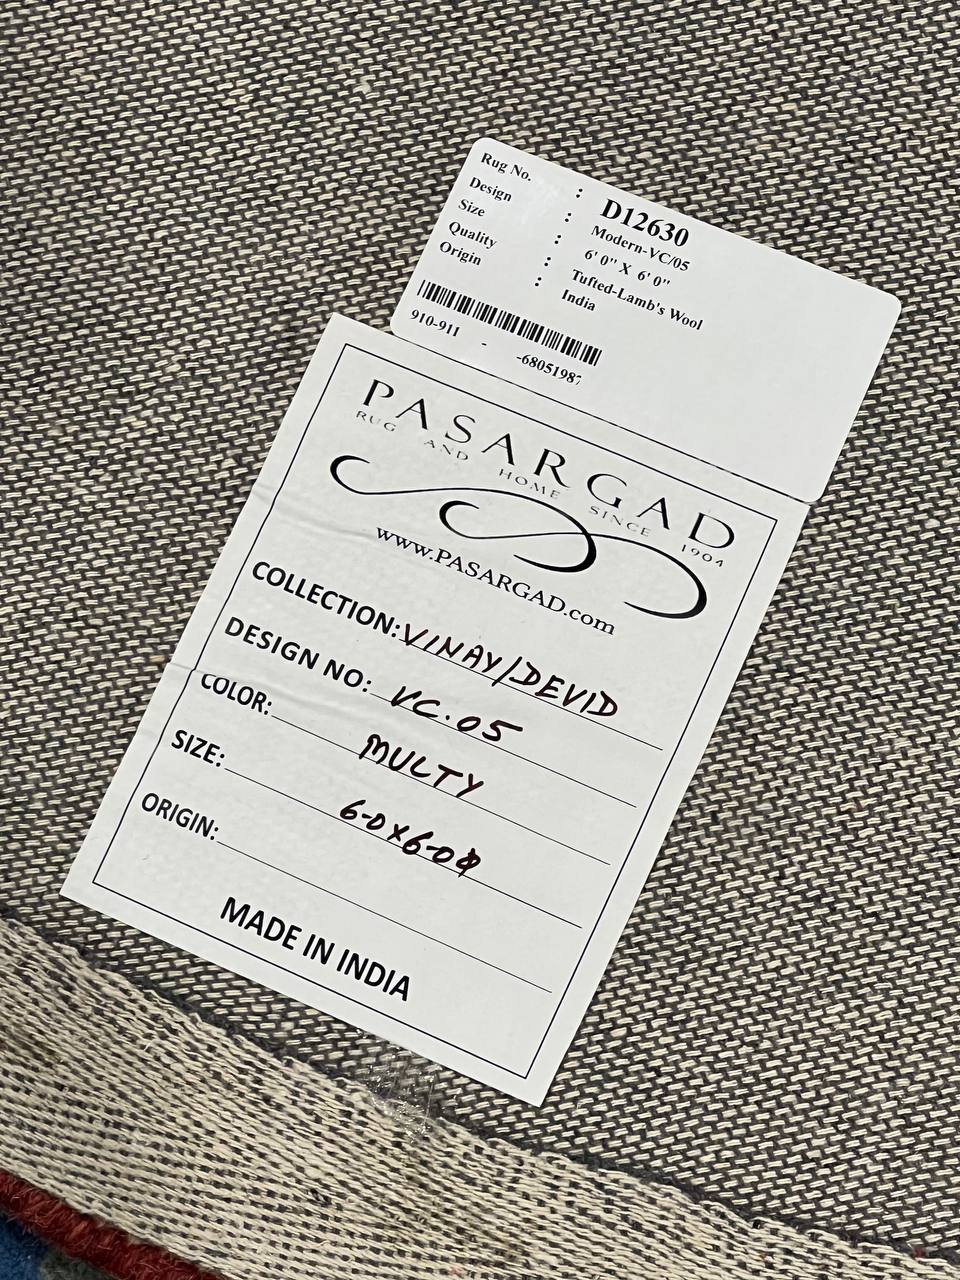 Rug No. : D12630
Design : Modern-VC/05
Size : 6' 0" X 6' 0"
Quality : Tufted-Lamb's Wool
Origin : India
910-911 - -68051987
PASARGAD
RUG AND HOME SINCE 1904
www.PASARGAD.com
COLLECTION: VINAY/DEVID
DESIGN NO: VC.05
COLOR: MULTY
SIZE: 6-0x6-0φ
ORIGIN:
MADE IN INDIA